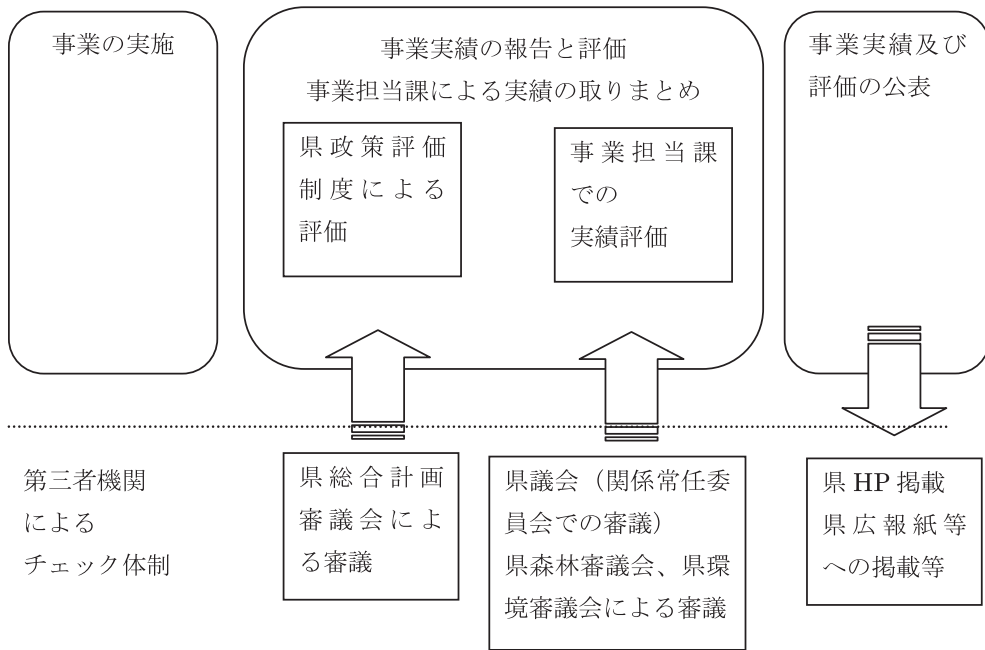 事業の実施
事業実績の報告と評価
事業担当課による実績の取りまとめ
県政策評価
制度による
評価
事業担当課
での
実績評価
事業実績及び
評価の公表
第三者機関
による
チェック体制
県総合計画
審議会によ
る審議
県議会（関係常任委
員会での審議）
県森林審議会、県環
境審議会による審議
県 HP 掲載
県広報紙等
への掲載等